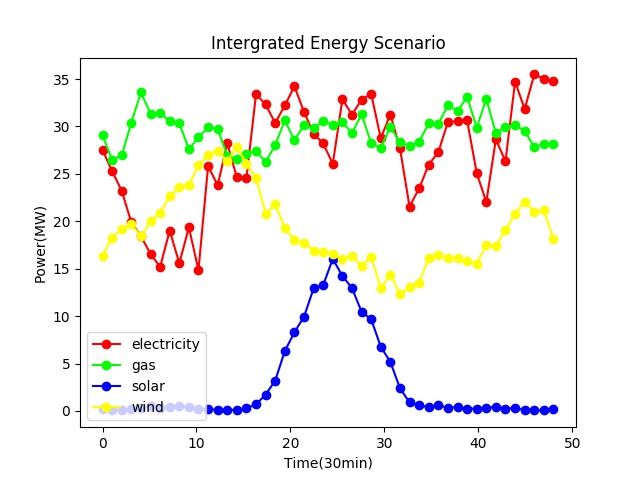 Intergrated Energy Scenario
Power(MW)
35
30
25
20
15
10
5
0
electricity
gas
solar
wind
0 10 20 30 40 50
Time(30min)